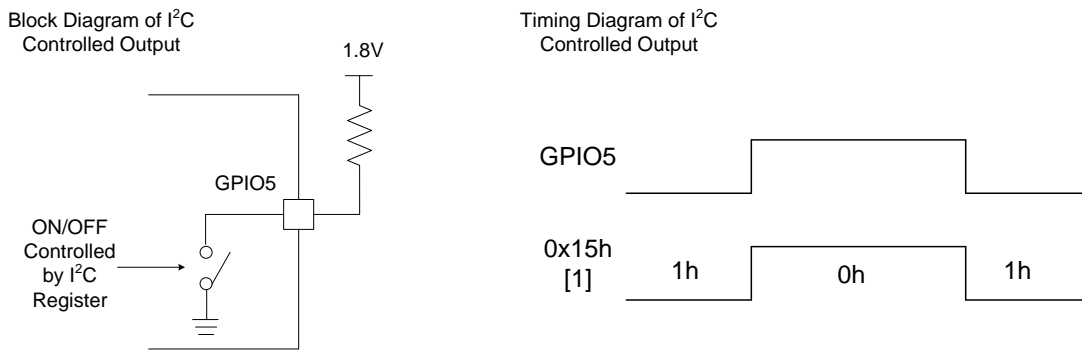 Block Diagram of I²C
Controlled Output
1.8V
GPIO5
ON/OFF
Controlled
by I²C
Register
Timing Diagram of I²C
Controlled Output
GPIO5
0x15h
[1]
1h
0h
1h